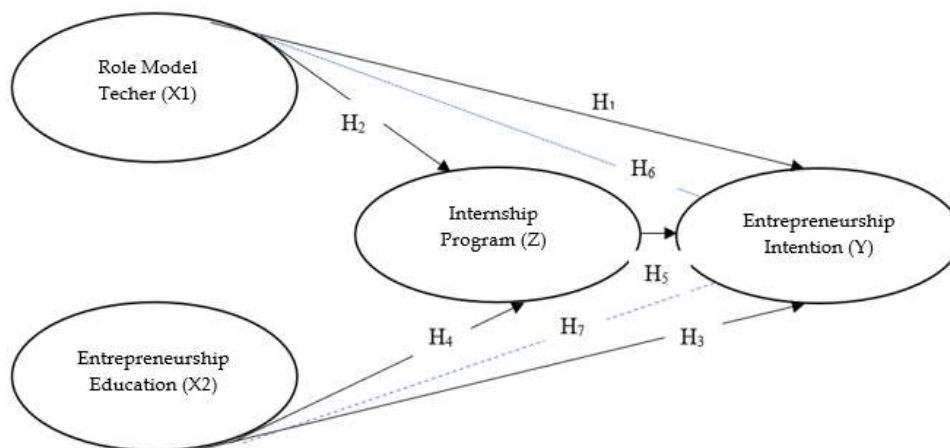 Role Model
Techer (X1)
H₁
H₂
H₆
Internship
Program (Z)
Entrepreneurship
Intention (Y)
H₅
H₄
H₇
H₃
Entrepreneurship
Education (X2)